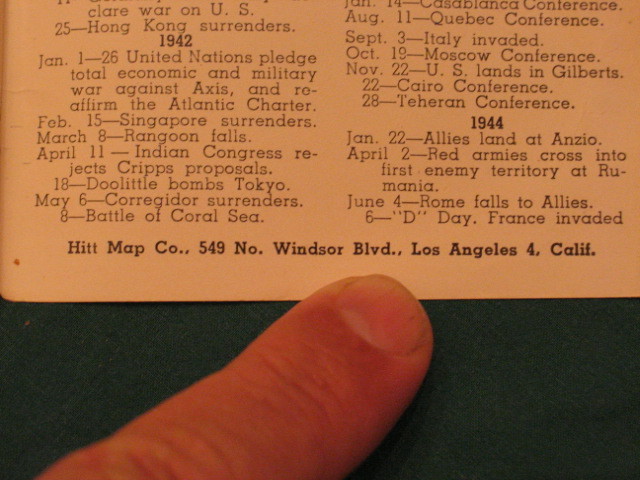 clare war on U. S.
25—Hong Kong surrenders.
1942
Jan. 1—26 United Nations pledge
total economic and military
war against Axis, and re-
affirm the Atlantic Charter.
Feb. 15—Singapore surrenders.
March 8—Rangoon falls.
April 11—Indian Congress re-
jects Cripps proposals.
18—Doolittle bombs Tokyo.
May 6—Corregidor surrenders.
8—Battle of Coral Sea.
Jan. 14—Casablanca Conference.
Aug. 11—Quebec Conference.
Sept. 3—Italy invaded.
Oct. 19—Moscow Conference.
Nov. 22—U. S. lands in Gilberts.
22—Cairo Conference.
28—Teheran Conference.
1944
Jan. 22—Allies land at Anzio.
April 2—Red armies cross into
first enemy territory at Ru-
mania.
June 4—Rome falls to Allies.
6—"D" Day. France invaded
Hitt Map Co., 549 No. Windsor Blvd., Los Angeles 4, Calif.